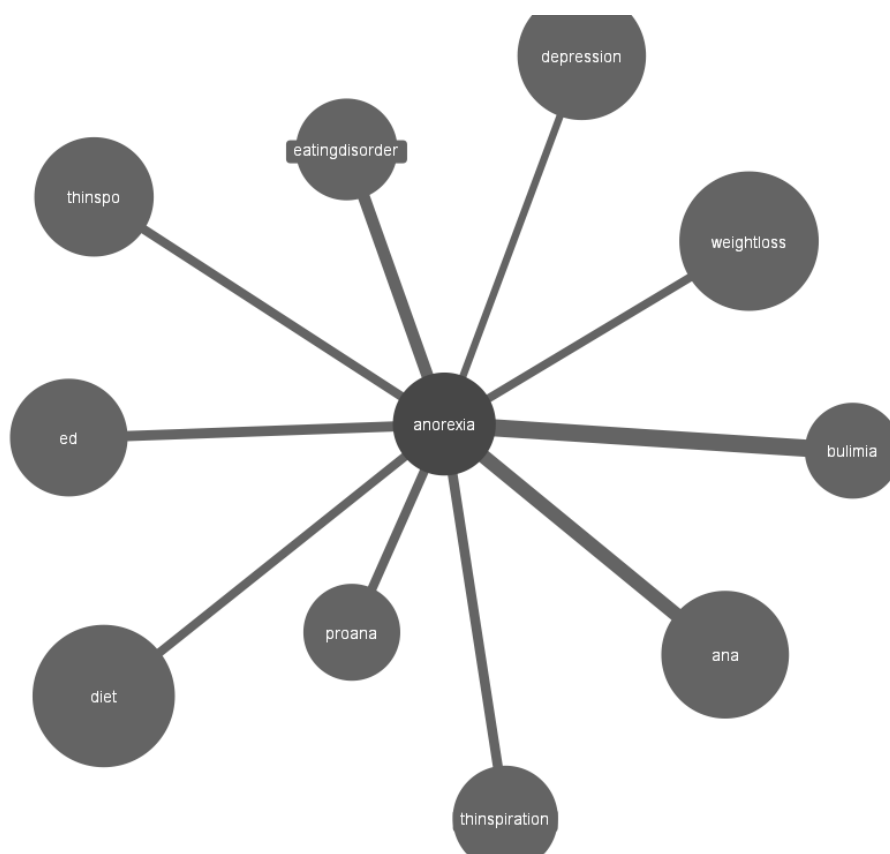 depression
eatingdisorder
thinspo
weightloss
anorexia
ed
bulimia
proana
ana
diet
thinspiration